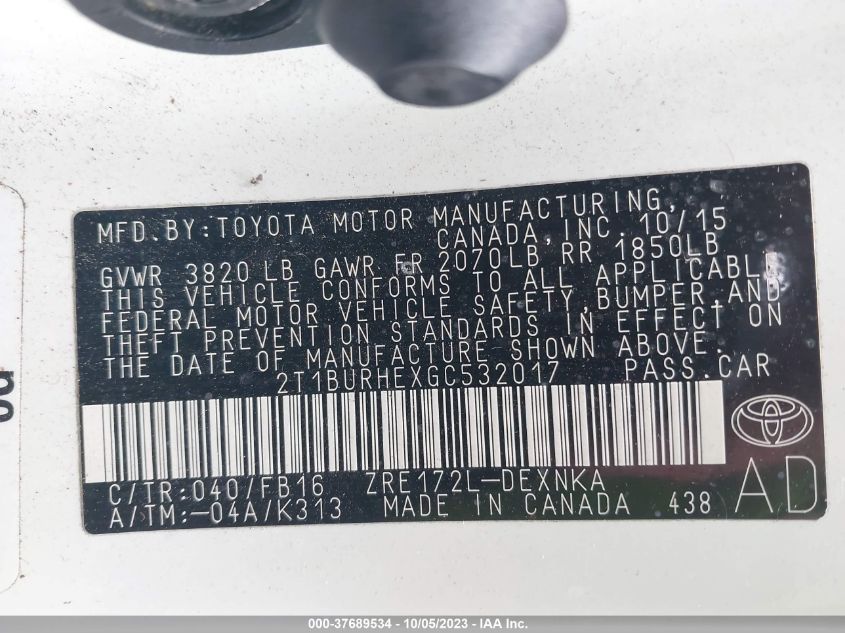 MFD.BY:TOYOTA MOTOR MANUFACTURING,
CANADA,INC. 10/15
GVWR 3820 LB GAWR FR 2070LB RR 1850LB
THIS VEHICLE CONFORMS TO ALL APPLICABLE
FEDERAL MOTOR VEHICLE SAFETY,BUMPER,AND
THEFT PREVENTION STANDARDS IN EFFECT ON
THE DATE OF MANUFACTURE SHOWN ABOVE.
2T1BURHEXGC532017 PASS.CAR
C/TR:040/FB16 ZRE172L-DEXNKA
A/TM:-04A/K313 MADE IN CANADA 438
AD
000-37689534 - 10/05/2023 - IAA Inc.